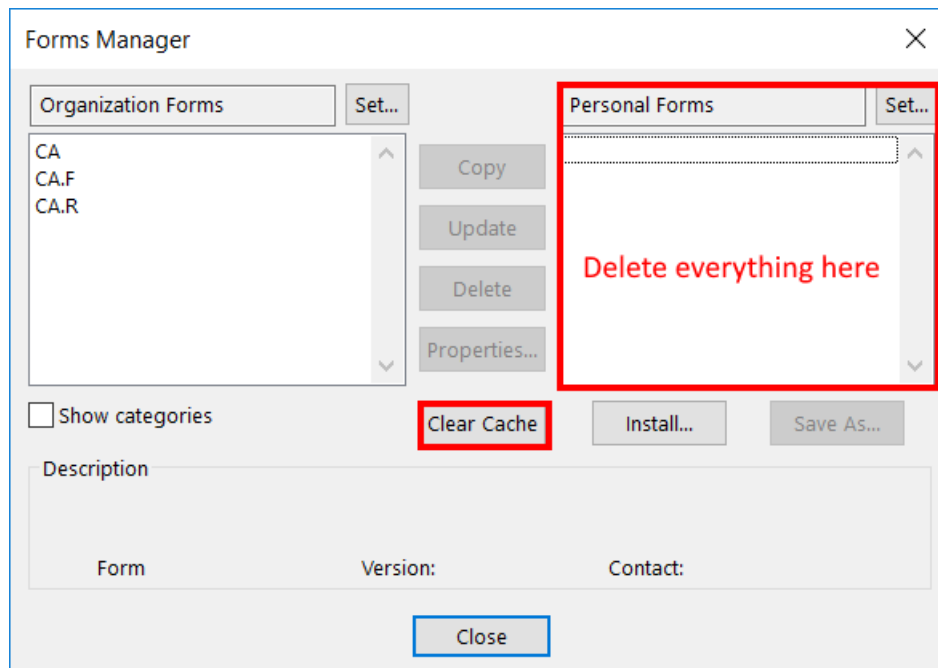 Forms Manager
Organization Forms
Set...
Personal Forms
Set...
CA
CA.F
CA.R
Copy
Update
Delete
Properties...
Delete everything here
Show categories
Clear Cache
Install...
Save As...
Description
Form
Version:
Contact:
Close